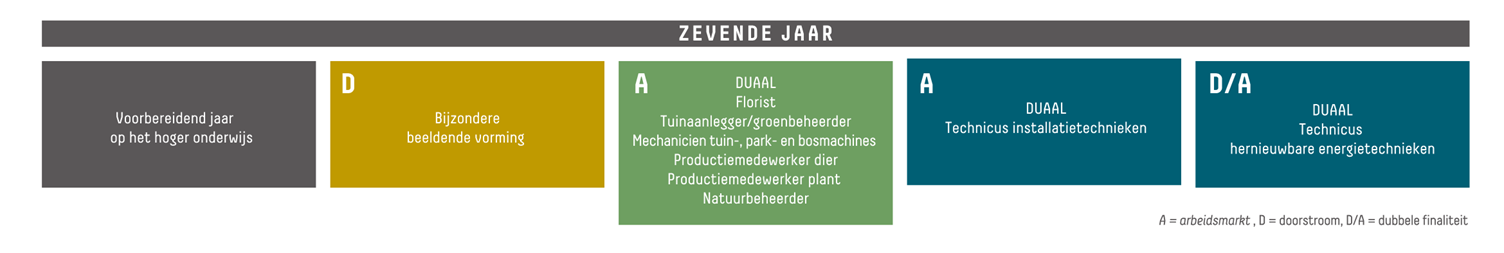 ZEVENDE JAAR
Voorbereidend jaar
op het hoger onderwijs
D
Bijzondere
beeldende vorming
A
DUAAL
Florist
Tuinaanlegger/groenbeheerder
Mechanicien tuin-, park- en bosmachines
Productiemedewerker dier
Productiemedewerker plant
Natuurbeheerder
A
DUAAL
Technicus installatietechnieken
D/A
DUAAL
Technicus
hernieuwbare energietechnieken
A = arbeidsmarkt , D = doorstroom, D/A = dubbele finaliteit